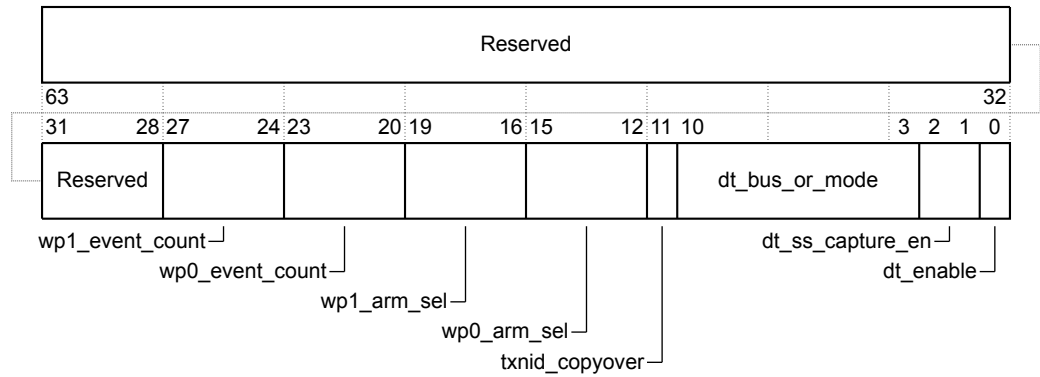 Reserved
63 32
31 28 27 24 23 20 19 16 15 12 11 10 3 2 1 0
Reserved dt_bus_or_mode
wp1_event_count dt_ss_capture_en
wp0_event_count dt_enable
wp1_arm_sel
wp0_arm_sel
txnid_copyover